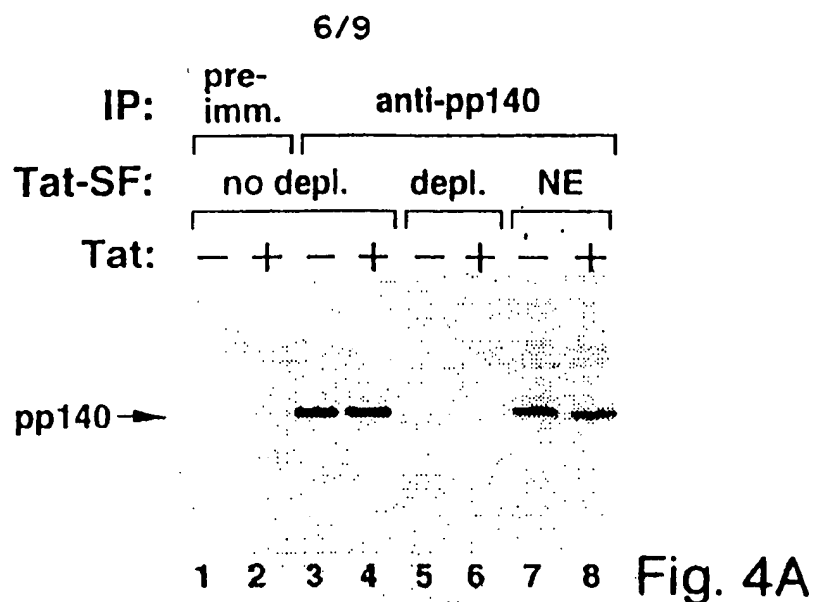 6/9
IP: pre-imm. anti-pp140
Tat-SF: no depl. depl. NE
Tat: − + − + − + − +
pp140
1 2 3 4 5 6 7 8 Fig. 4A